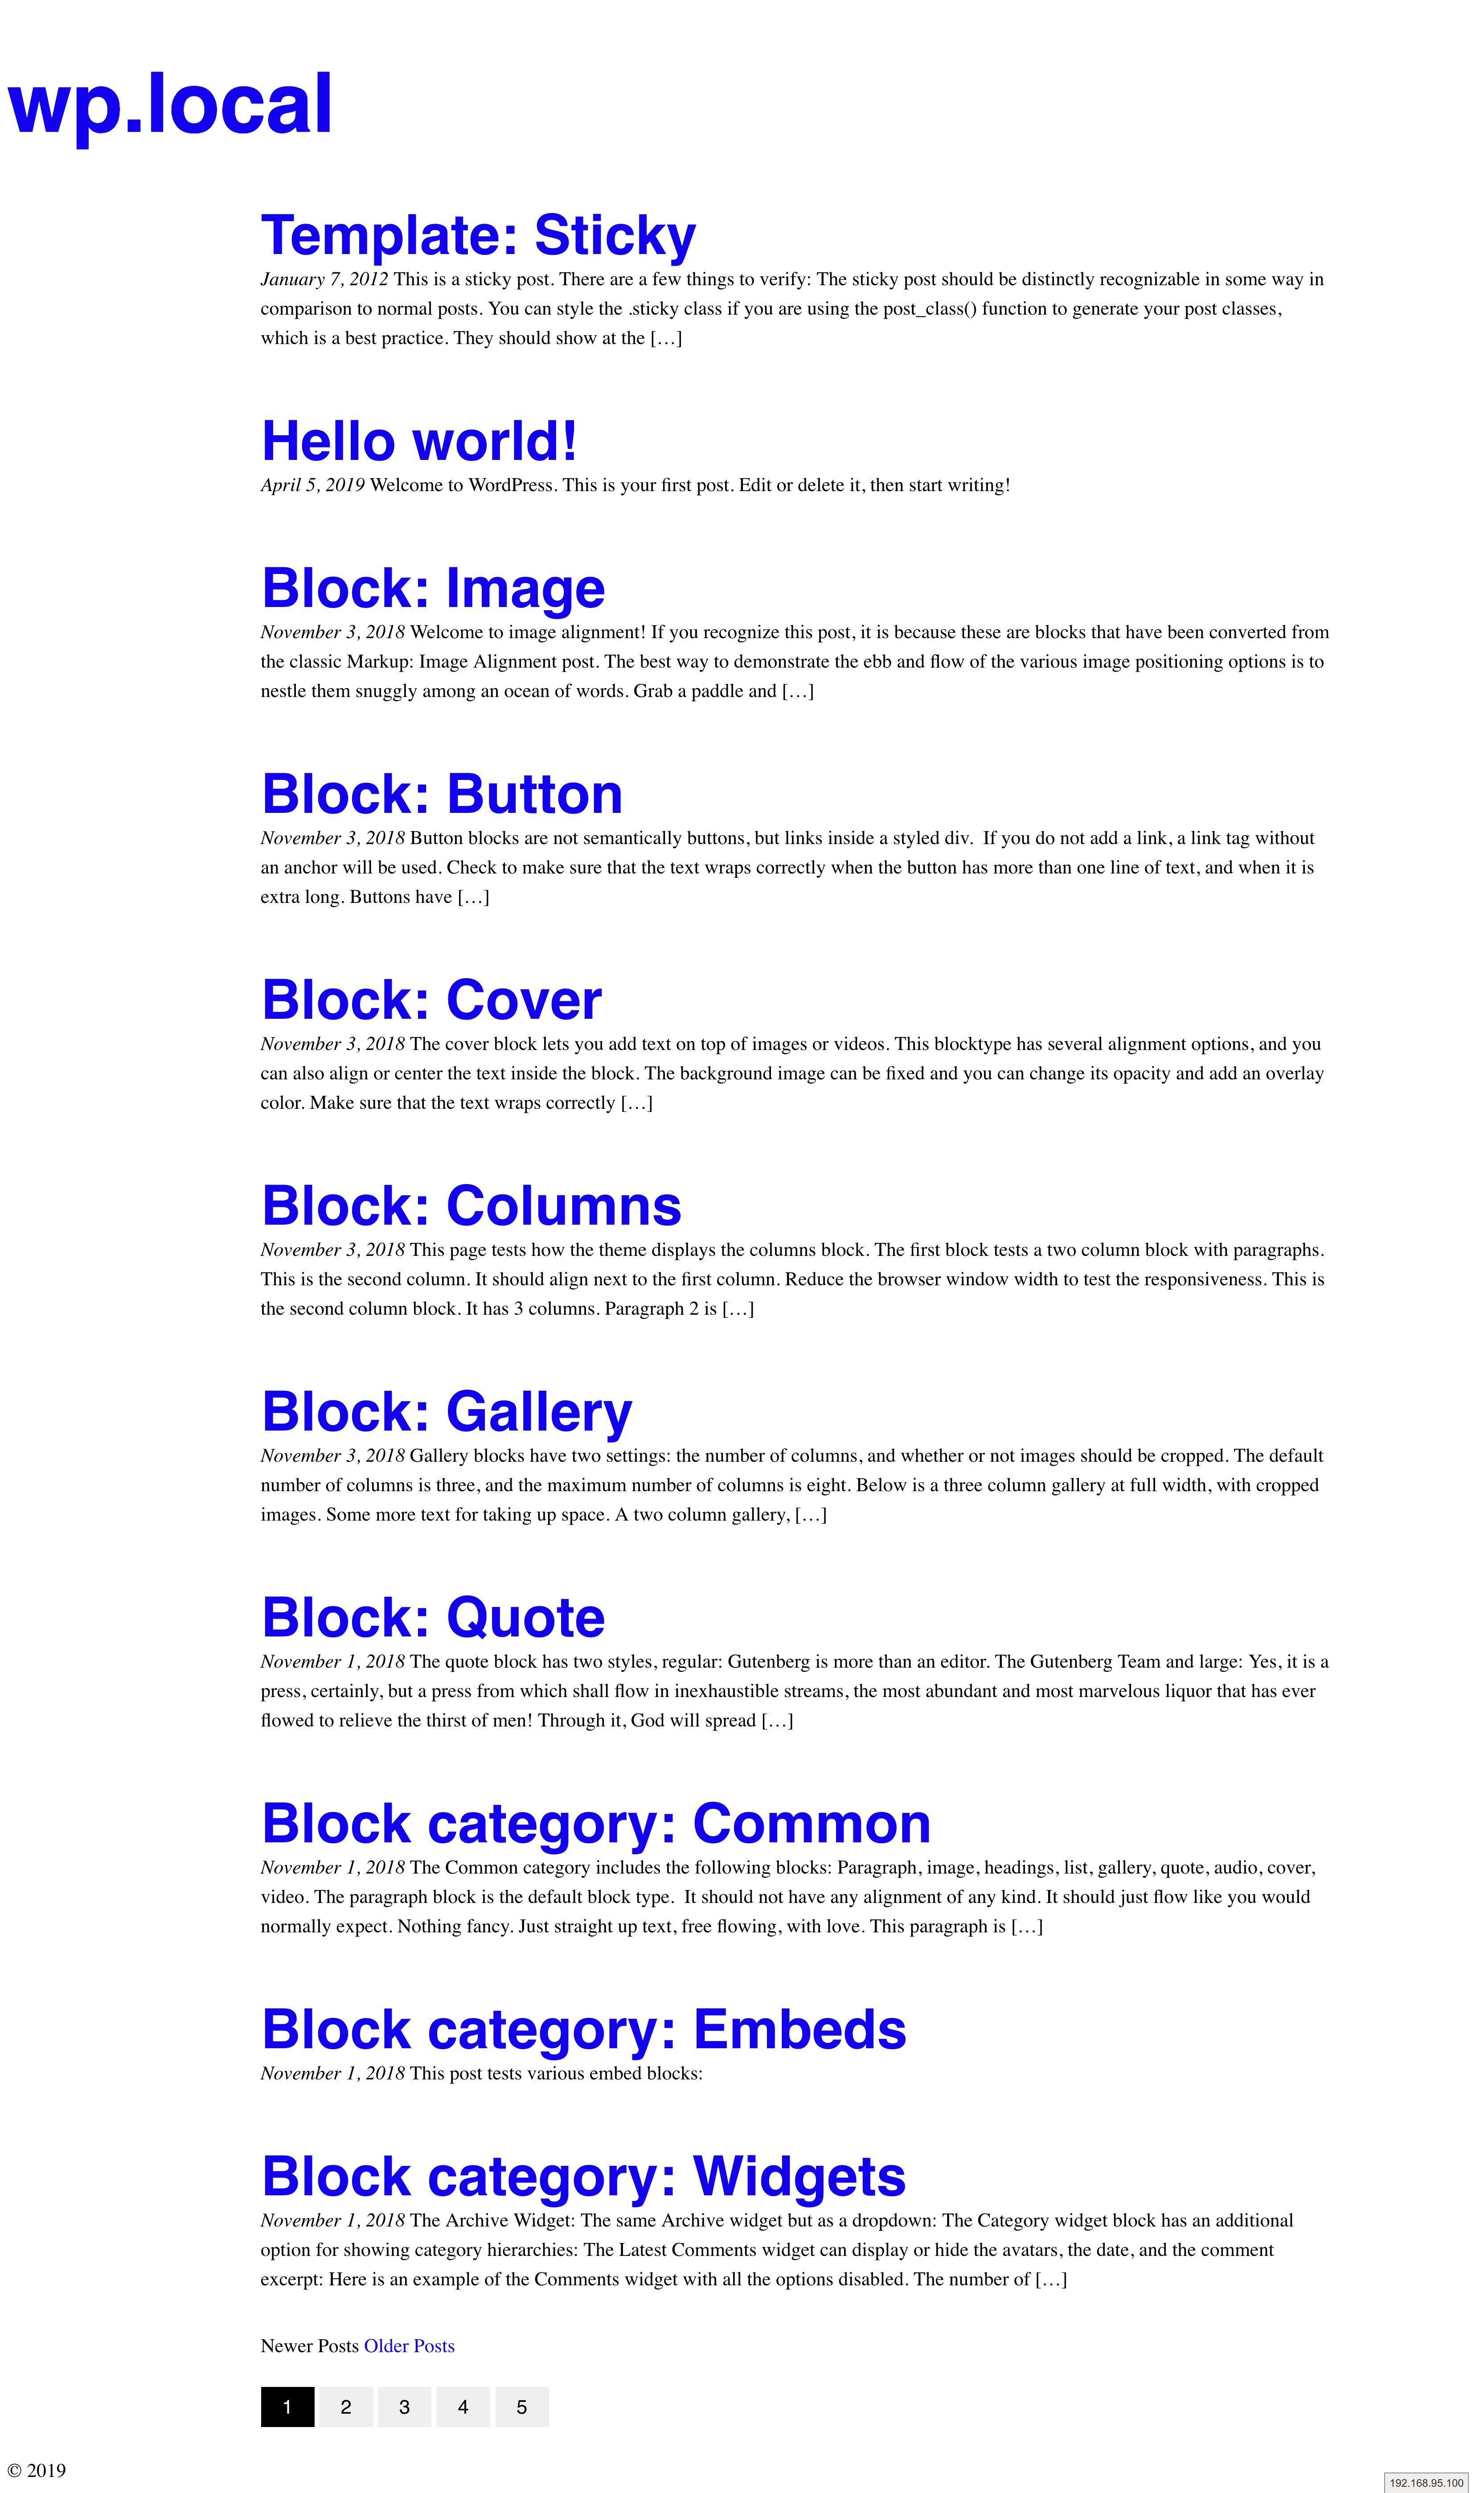 wp.local
Template: Sticky
January 7, 2012 This is a sticky post. There are a few things to verify: The sticky post should be distinctly recognizable in some way in
comparison to normal posts. You can style the .sticky class if you are using the post_class() function to generate your post classes,
which is a best practice. They should show at the […]
Hello world!
April 5, 2019 Welcome to WordPress. This is your first post. Edit or delete it, then start writing!
Block: Image
November 3, 2018 Welcome to image alignment! If you recognize this post, it is because these are blocks that have been converted from
the classic Markup: Image Alignment post. The best way to demonstrate the ebb and flow of the various image positioning options is to
nestle them snuggly among an ocean of words. Grab a paddle and […]
Block: Button
November 3, 2018 Button blocks are not semantically buttons, but links inside a styled div.  If you do not add a link, a link tag without
an anchor will be used. Check to make sure that the text wraps correctly when the button has more than one line of text, and when it is
extra long. Buttons have […]
Block: Cover
November 3, 2018 The cover block lets you add text on top of images or videos. This blocktype has several alignment options, and you
can also align or center the text inside the block. The background image can be fixed and you can change its opacity and add an overlay
color. Make sure that the text wraps correctly […]
Block: Columns
November 3, 2018 This page tests how the theme displays the columns block. The first block tests a two column block with paragraphs.
This is the second column. It should align next to the first column. Reduce the browser window width to test the responsiveness. This is
the second column block. It has 3 columns. Paragraph 2 is […]
Block: Gallery
November 3, 2018 Gallery blocks have two settings: the number of columns, and whether or not images should be cropped. The default
number of columns is three, and the maximum number of columns is eight. Below is a three column gallery at full width, with cropped
images. Some more text for taking up space. A two column gallery, […]
Block: Quote
November 1, 2018 The quote block has two styles, regular: Gutenberg is more than an editor. The Gutenberg Team and large: Yes, it is a
press, certainly, but a press from which shall flow in inexhaustible streams, the most abundant and most marvelous liquor that has ever
flowed to relieve the thirst of men! Through it, God will spread […]
Block category: Common
November 1, 2018 The Common category includes the following blocks: Paragraph, image, headings, list, gallery, quote, audio, cover,
video. The paragraph block is the default block type.  It should not have any alignment of any kind. It should just flow like you would
normally expect. Nothing fancy. Just straight up text, free flowing, with love. This paragraph is […]
Block category: Embeds
November 1, 2018 This post tests various embed blocks:
Block category: Widgets
November 1, 2018 The Archive Widget: The same Archive widget but as a dropdown: The Category widget block has an additional
option for showing category hierarchies: The Latest Comments widget can display or hide the avatars, the date, and the comment
excerpt: Here is an example of the Comments widget with all the options disabled. The number of […]
Newer Posts Older Posts
1 2 3 4 5
© 2019
192.168.95.100